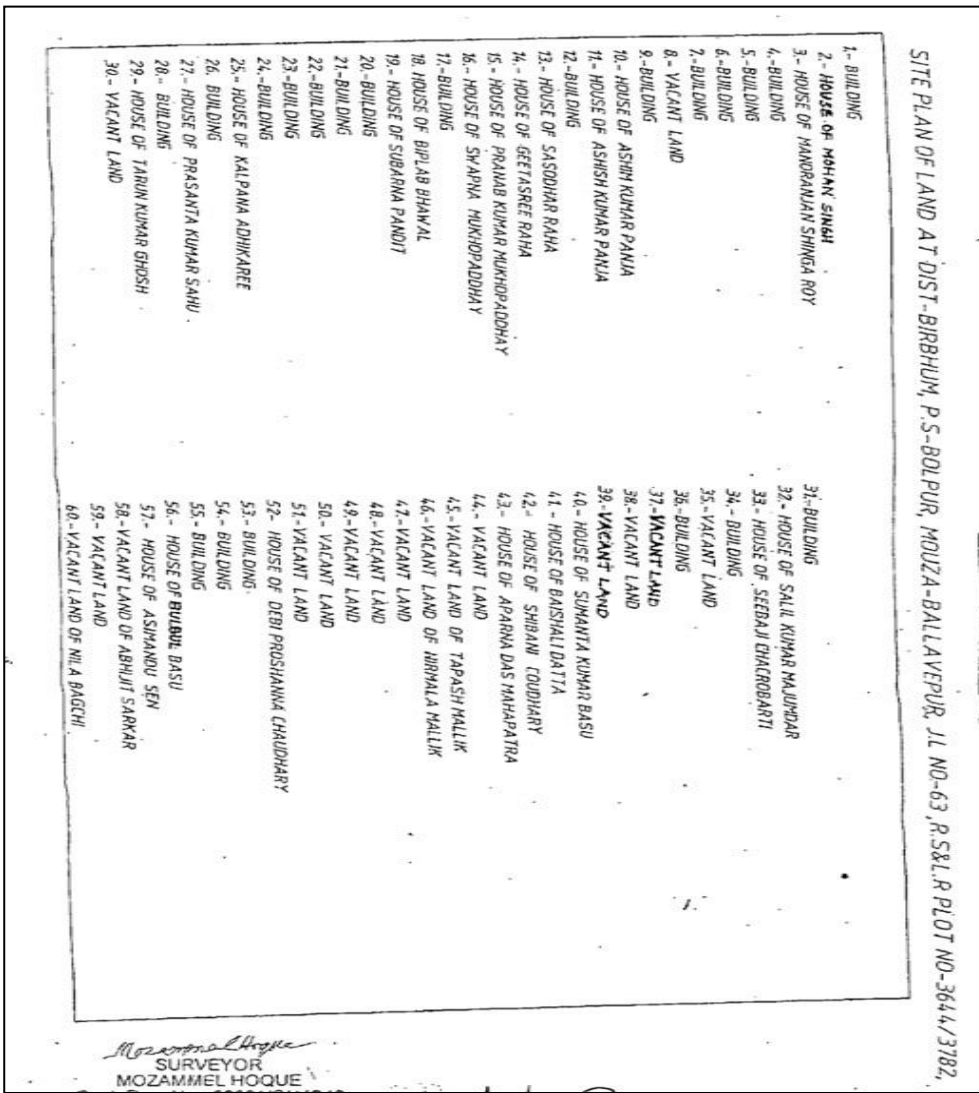 SITE PLAN OF LAND AT DIST-BIRBHUM, P.S-BOLPUR, MOUZA-BALLAVEPUR, J.L NO-63, R.S&L.R PLOT NO-3644/3782,
1,- BUILDING
2.- HOUSE OF MOHAN SINGH
3.- HOUSE OF MANORANJAN SHINGA ROY
4.-BUILDING
5.-BUILDING
6.-BUILDING
7.-BUILDING
8.- VACANT LAND
9.-BUILDING
10.- HOUSE OF ASHIM KUMAR PANJA
11.- HOUSE OF ASHISH KUMAR PANJA
12.-BUILDING
13.- HOUSE OF SASODHAR RAHA
14.- HOUSE OF GEETASREE RAHA
15.- HOUSE OF PRANAB KUMAR MUKHOPADDHAY
16.- HOUSE OF SWAPNA MUKHOPADDHAY
17.-BUILDING
18. HOUSE OF BIPLAB BHAWAL
19.- HOUSE OF SUBARNA PANDIT
20.-BUILDING
21.-BUILDING
22.-BUILDING
23.-BUILDING
24.-BUILDING
25.- HOUSE OF KALPANA ADHIKAREE
26. BUILDING
27.- HOUSE OF PRASANTA KUMAR SAHU
28.- BUILDING
29.- HOUSE OF TARUN KUMAR GHOSH
30.- VACANT LAND
31.-BUILDING
32.- HOUSE OF SALIL KUMAR MAJUMDAR
33.- HOUSE OF SEEBAJI CHACROBARTI
34.- BUILDING
35.-VACANT LAND
36.-BUILDING
37.-VACANT LAND
38.-VACANT LAND
39.-VACANT LAND
40.- HOUSE OF SUMANTA KUMAR BASU
41.- HOUSE OF BAISHALI DATTA
42.- HOUSE OF SHIBANI COUDHARY
43.- HOUSE OF APARNA DAS MAHAPATRA
44.- VACANT LAND
45.-VACANT LAND OF TAPASH MALLIK
46.-VACANT LAND OF NIRMALA MALLIK
47.-VACANT LAND
48.-VACANT LAND
49.-VACANT LAND
50.- VACANT LAND
51.-VACANT LAND
52.- HOUSE OF DEBI PROSHANNA CHAUDHARY
53.-BUILDING
54.-BUILDING
55.- BUILDING
56.- HOUSE OF BULBUL BASU
57.- HOUSE OF ASIMANDU SEN
58.-VACANT LAND OF ABHIJIT SARKAR
59.- VACANT LAND
60.-VACANT LAND OF NILA BAGCHI
Mozammel Hoque
SURVEYOR
MOZAMMEL HOQUE